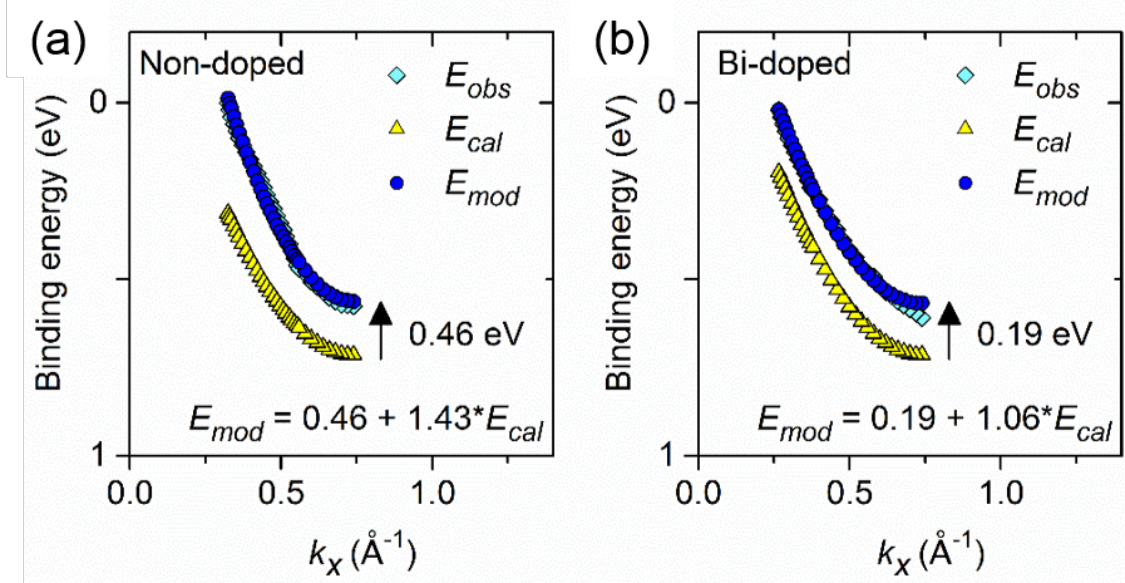 (a)
Non-doped
E_obs
E_cal
E_mod
0.46 eV
E_mod = 0.46 + 1.43*E_cal
0
1
Binding energy (eV)
0.0
0.5
1.0
k_x (Å⁻¹)
(b)
Bi-doped
E_obs
E_cal
E_mod
0.19 eV
E_mod = 0.19 + 1.06*E_cal
0
1
Binding energy (eV)
0.0
0.5
1.0
k_x (Å⁻¹)